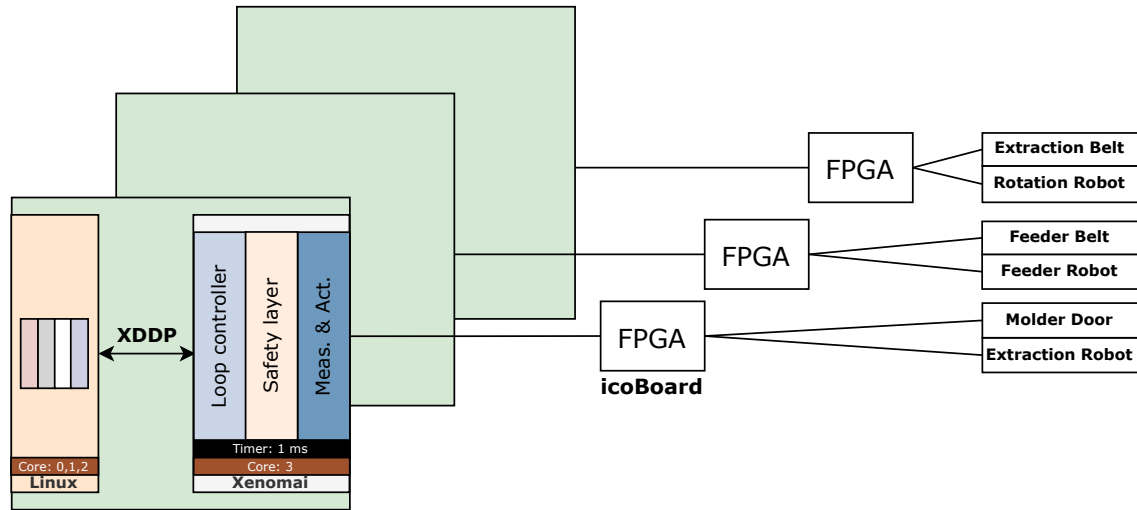 FPGA
Extraction Belt
Rotation Robot
FPGA
Feeder Belt
Feeder Robot
FPGA
icoBoard
Molder Door
Extraction Robot
XDDP
Loop controller
Safety layer
Meas. & Act.
Timer: 1 ms
Core: 0,1,2
Core: 3
Linux
Xenomai